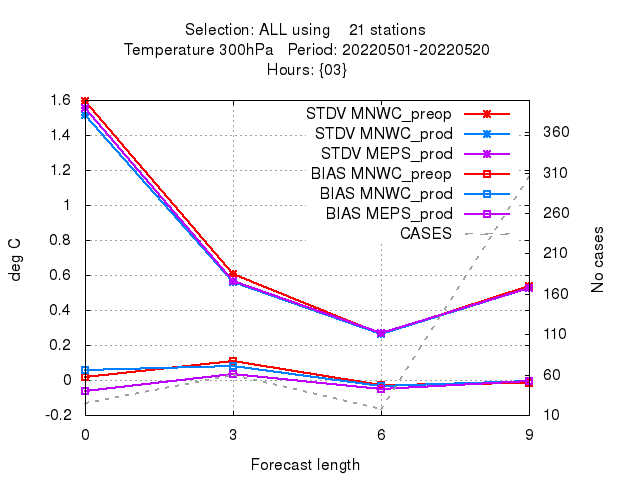 Selection: ALL using    21 stations
Temperature 300hPa   Period: 20220501-20220520
Hours: {03}
1.6
1.4
1.2
1
0.8
0.6
0.4
0.2
0
-0.2
deg C
STDV MNWC_preop
STDV MNWC_prod
STDV MEPS_prod
BIAS MNWC_preop
BIAS MNWC_prod
BIAS MEPS_prod
CASES
360
310
260
210
160
110
60
10
No cases
0 3 6 9
Forecast length